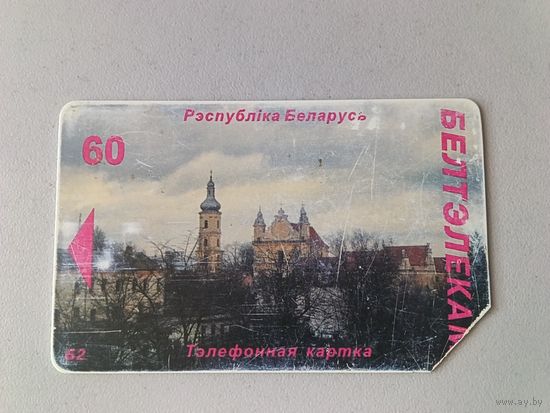 Рэспубліка Беларусь
60
БЕЛТЭЛЕКАМ
52
Тэлефонная картка
www.ay.by